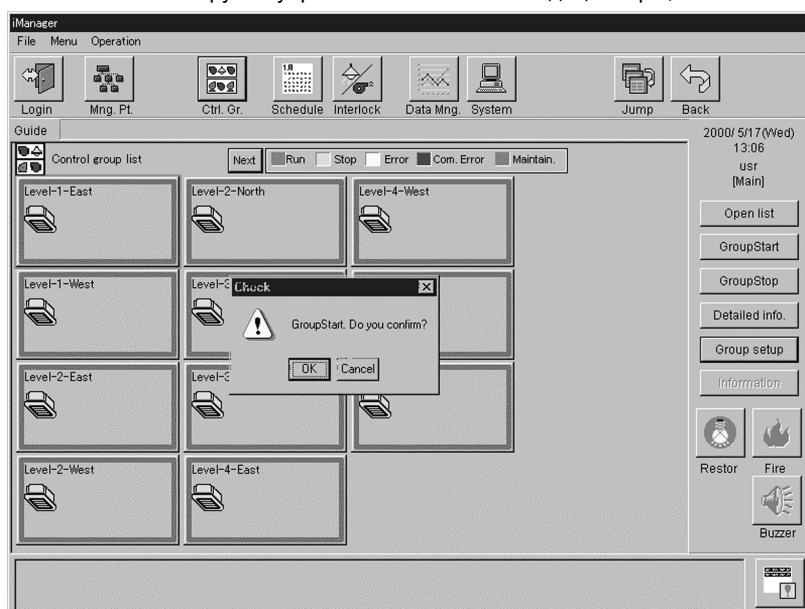 iManager
File Menu Operation
Login Mng. Pt. Ctrl. Gr. Schedule Interlock Data Mng. System Jump Back
Guide
2000/ 5/17(Wed)
13:06
usr
[Main]
Control group list Next Run Stop Error Com. Error Maintain.
Level-1-East Level-2-North Level-4-West
Level-1-West
Level-2-East
Level-2-West Level-4-East
Check
GroupStart. Do you confirm?
OK Cancel
Open list
GroupStart
GroupStop
Detailed info.
Group setup
Information
Restor Fire
Buzzer